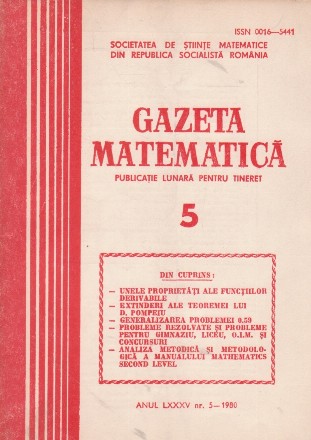 ISSN 0016—5441
SOCIETATEA DE ȘTIINȚE MATEMATICE
DIN REPUBLICA SOCIALISTĂ ROMÂNIA
GAZETA
MATEMATICĂ
PUBLICAȚIE LUNARĂ PENTRU TINERET
5
DIN CUPRINS :
— UNELE PROPRIETĂȚI ALE FUNCȚIILOR
DERIVABILE
— EXTINDERI ALE TEOREMEI LUI
D. POMPEIU
— GENERALIZAREA PROBLEMEI 0.59
— PROBLEME REZOLVATE ȘI PROBLEME
PENTRU GIMNAZIU, LICEU, O.I.M. ȘI
CONCURSURI
— ANALIZA METODICĂ ȘI METODOLO-
GICĂ A MANUALULUI MATHEMATICS
SECOND LEVEL
ANUL LXXXV nr. 5—1980